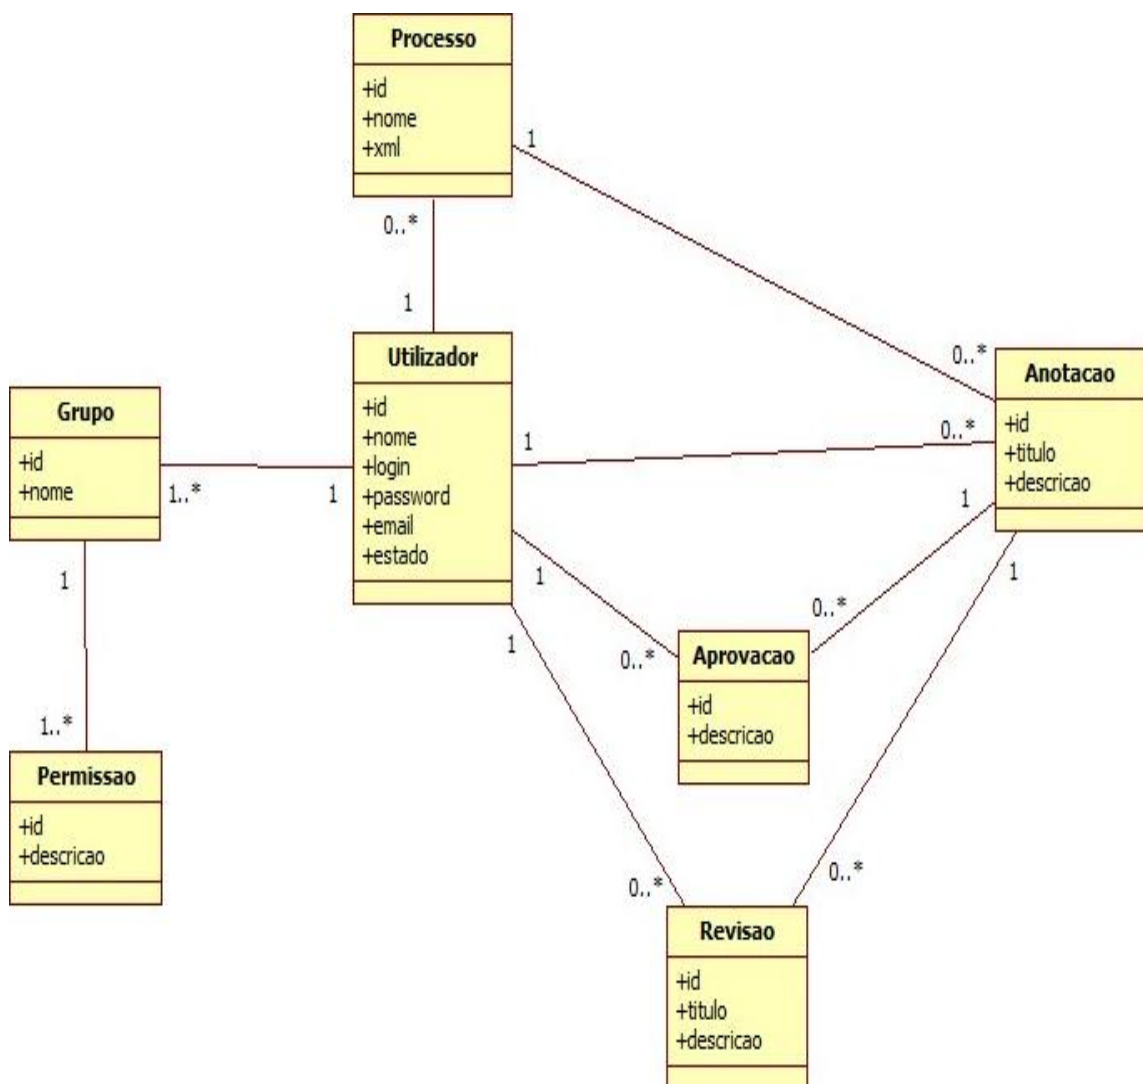 Processo
+id
+nome
+xml
1
0..*
1
Utilizador
+id
+nome
+login
+password
+email
+estado
Grupo
+id
+nome
1..*
1
1
1..*
Permissao
+id
+descricao
0..*
Anotacao
+id
+titulo
+descricao
1
0..*
1
0..*
1
0..*
Aprovacao
+id
+descricao
1
0..*
1
0..*
Revisao
+id
+titulo
+descricao